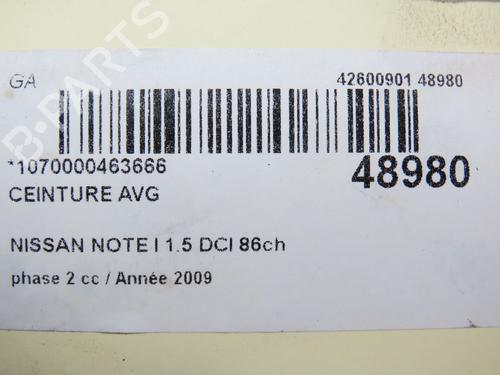 GA
42600901 48980
*1070000463666
48980
CEINTURE AVG
NISSAN NOTE I 1.5 DCI 86ch
phase 2 cc / Année 2009
B-PARTS